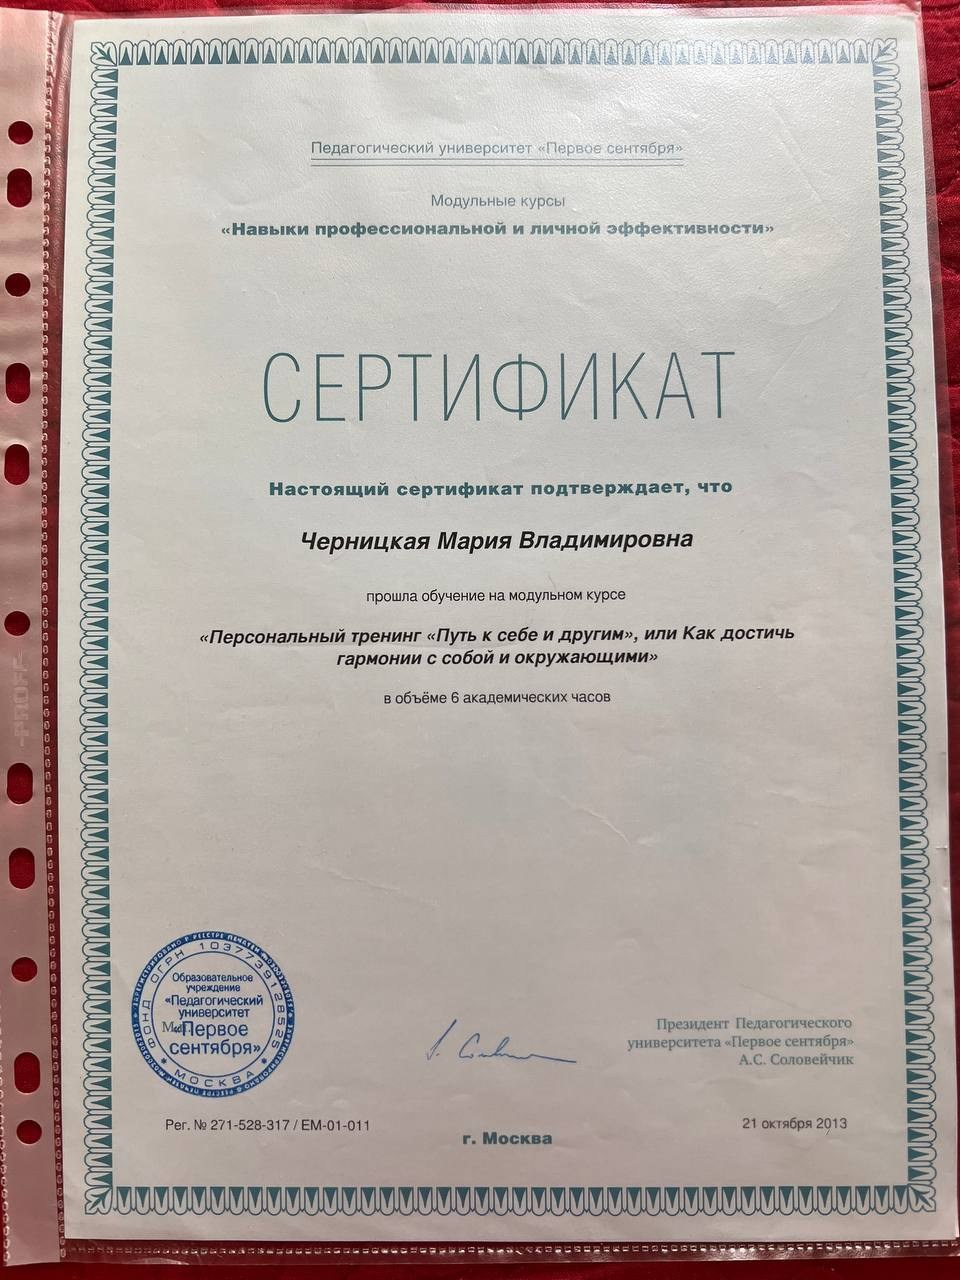 Педагогический университет «Первое сентября»
Модульные курсы
«Навыки профессиональной и личной эффективности»
СЕРТИФИКАТ
Настоящий сертификат подтверждает, что
Черницкая Мария Владимировна
прошла обучение на модульном курсе
«Персональный тренинг «Путь к себе и другим», или Как достичь
гармонии с собой и окружающими»
в объёме 6 академических часов
ОГРН 1037739128525
Образовательное
учреждение
«Педагогический
университет
«Первое
сентября»
МОСКВА
Президент Педагогического
университета «Первое сентября»
А.С. Соловейчик
Рег. № 271-528-317 / ЕМ-01-011
г. Москва
21 октября 2013